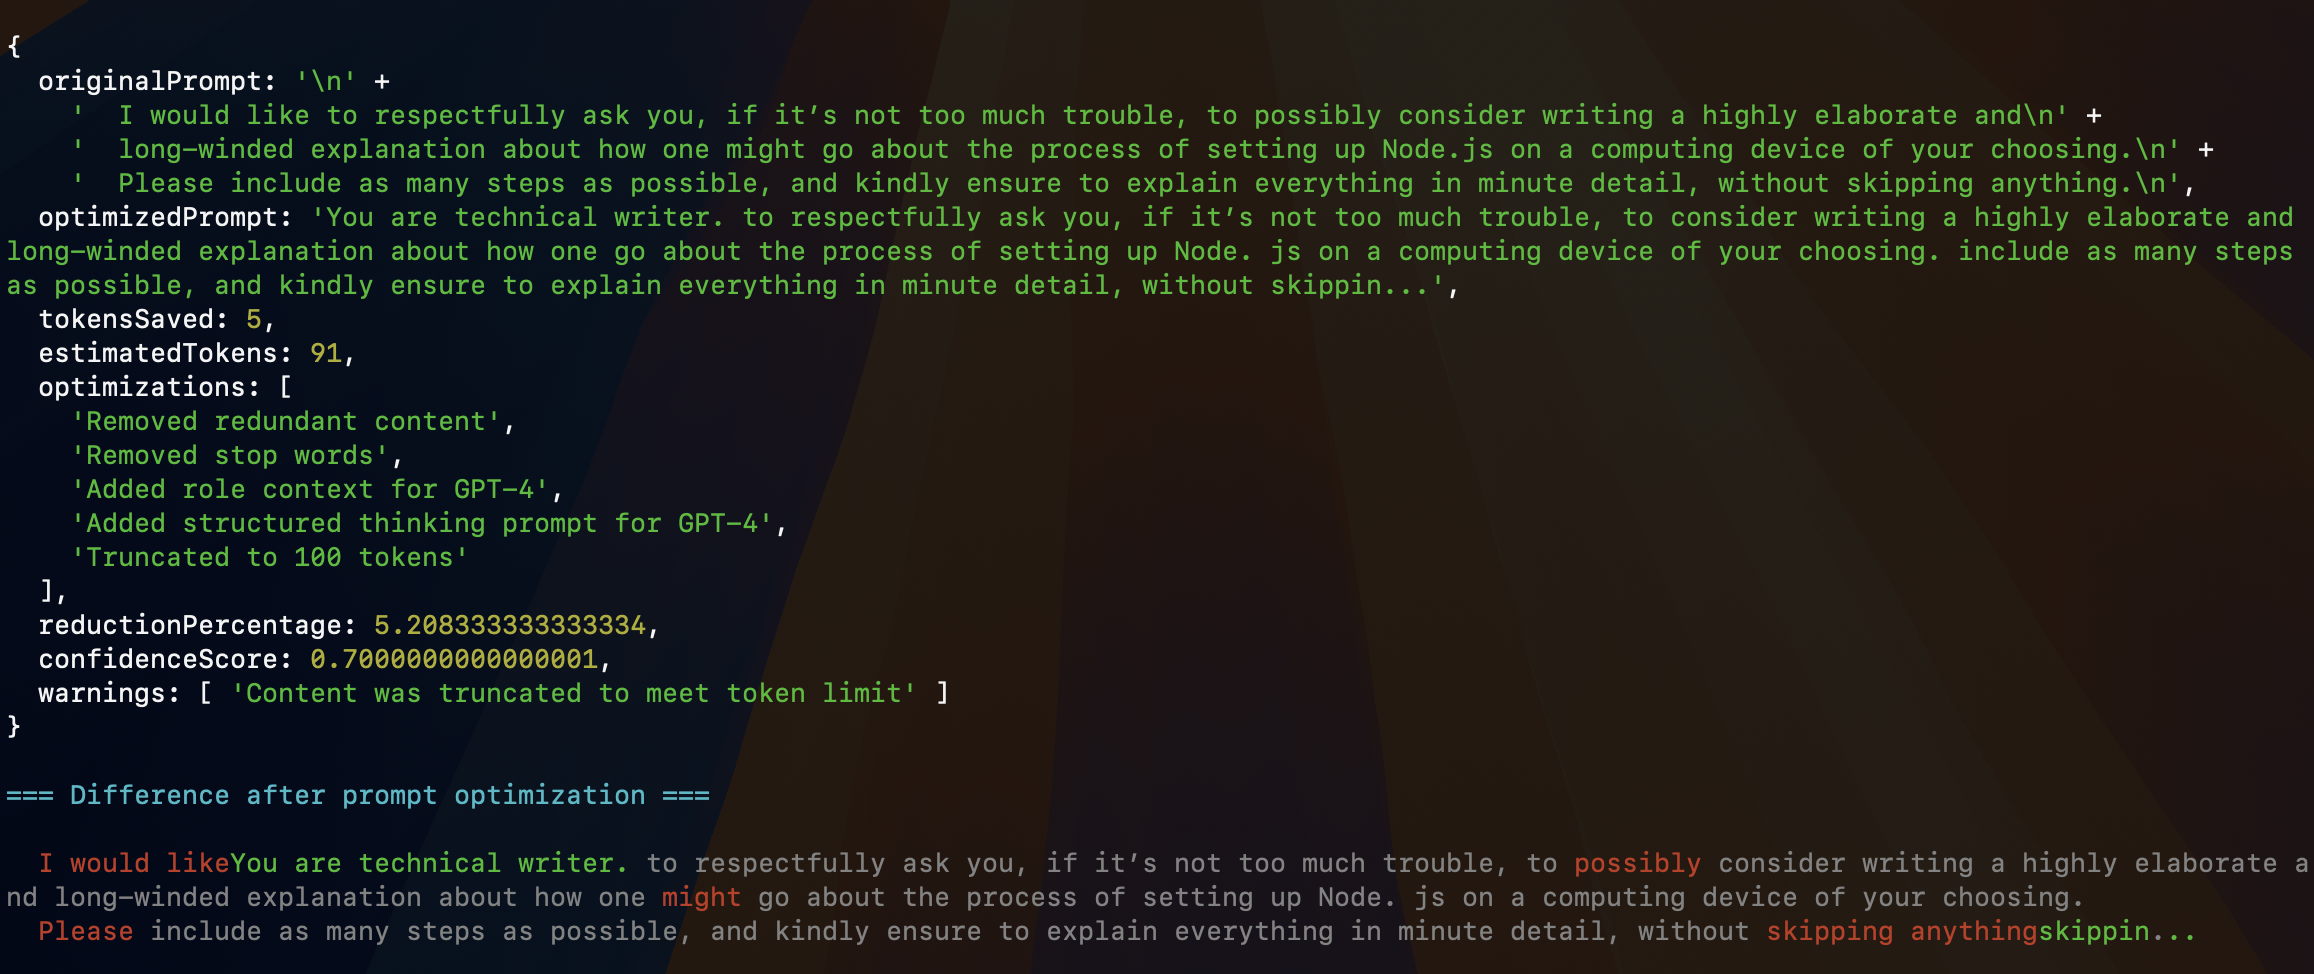 {
  originalPrompt: '\n' +
    '  I would like to respectfully ask you, if it’s not too much trouble, to possibly consider writing a highly elaborate and\n' +
    '  long-winded explanation about how one might go about the process of setting up Node.js on a computing device of your choosing.\n' +
    '  Please include as many steps as possible, and kindly ensure to explain everything in minute detail, without skipping anything.\n',
  optimizedPrompt: 'You are technical writer. to respectfully ask you, if it’s not too much trouble, to consider writing a highly elaborate and
long-winded explanation about how one go about the process of setting up Node. js on a computing device of your choosing. include as many steps
as possible, and kindly ensure to explain everything in minute detail, without skippin...',
  tokensSaved: 5,
  estimatedTokens: 91,
  optimizations: [
    'Removed redundant content',
    'Removed stop words',
    'Added role context for GPT-4',
    'Added structured thinking prompt for GPT-4',
    'Truncated to 100 tokens'
  ],
  reductionPercentage: 5.208333333333334,
  confidenceScore: 0.7000000000000001,
  warnings: [ 'Content was truncated to meet token limit' ]
}
=== Difference after prompt optimization ===
  I would likeYou are technical writer. to respectfully ask you, if it’s not too much trouble, to possibly consider writing a highly elaborate a
nd long-winded explanation about how one might go about the process of setting up Node. js on a computing device of your choosing.
  Please include as many steps as possible, and kindly ensure to explain everything in minute detail, without skipping anythingskippin...